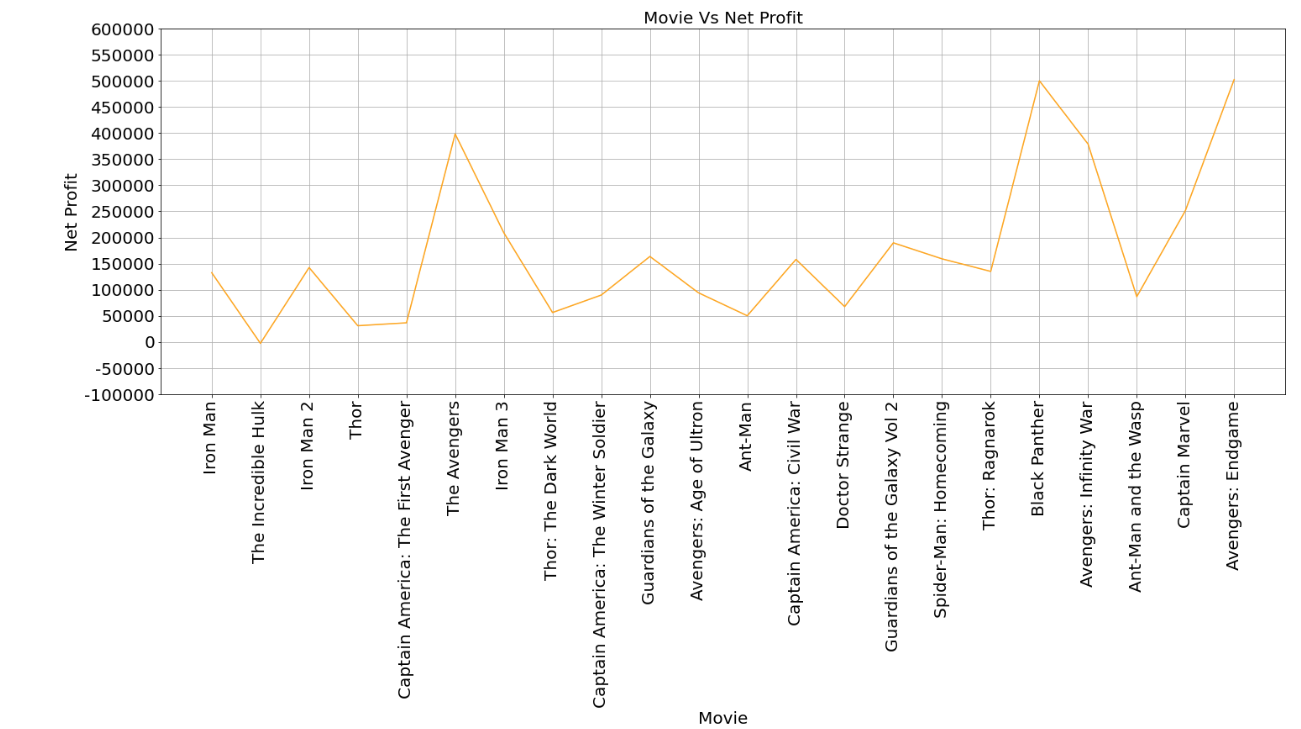 Movie Vs Net Profit
600000
550000
500000
450000
400000
350000
300000
250000
200000
150000
100000
50000
0
-50000
-100000
Net Profit
Iron Man
The Incredible Hulk
Iron Man 2
Thor
Captain America: The First Avenger
The Avengers
Iron Man 3
Thor: The Dark World
Captain America: The Winter Soldier
Guardians of the Galaxy
Avengers: Age of Ultron
Ant-Man
Captain America: Civil War
Doctor Strange
Guardians of the Galaxy Vol 2
Spider-Man: Homecoming
Thor: Ragnarok
Black Panther
Avengers: Infinity War
Ant-Man and the Wasp
Captain Marvel
Avengers: Endgame
Movie